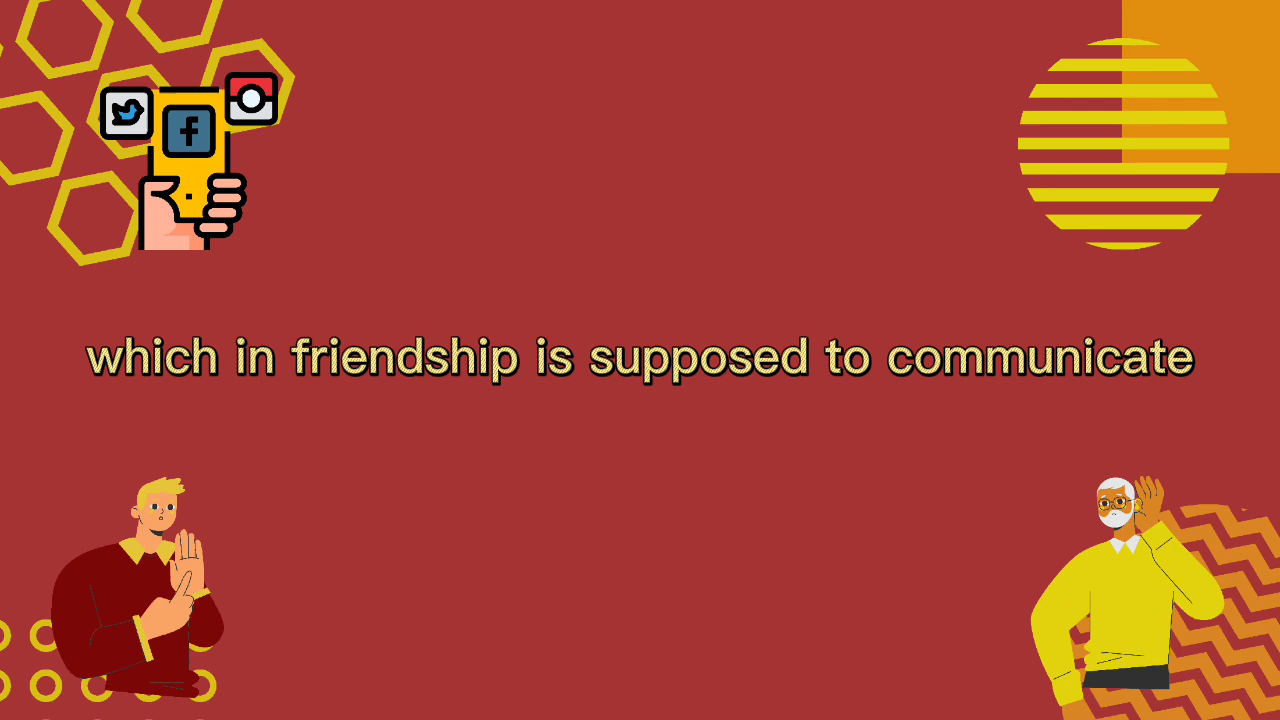 f
which in friendship is supposed to communicate